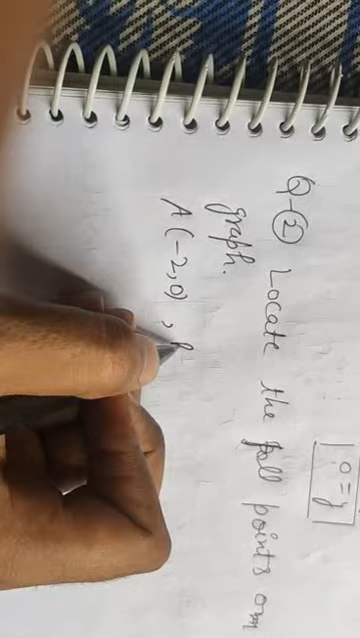 0=y
Q-② Locate the foll points on
graph.
A(-2,0),